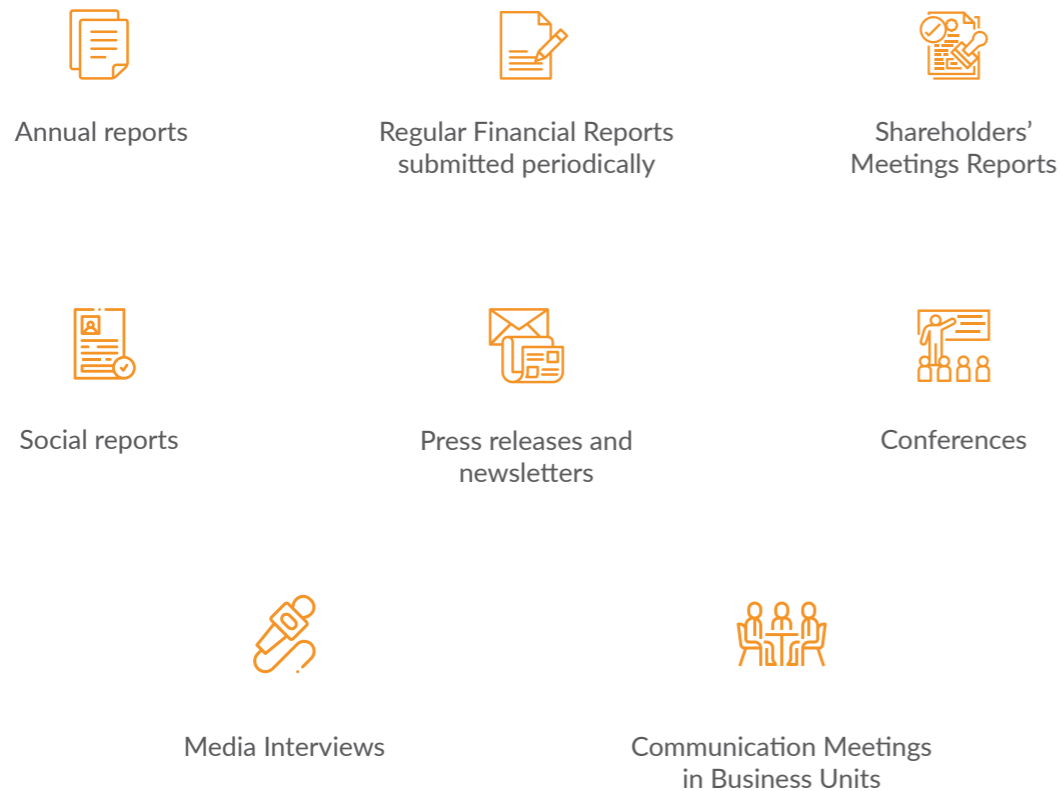 Annual reports
Regular Financial Reports
submitted periodically
Shareholders’
Meetings Reports
Social reports
Press releases and
newsletters
Conferences
Media Interviews
Communication Meetings
in Business Units